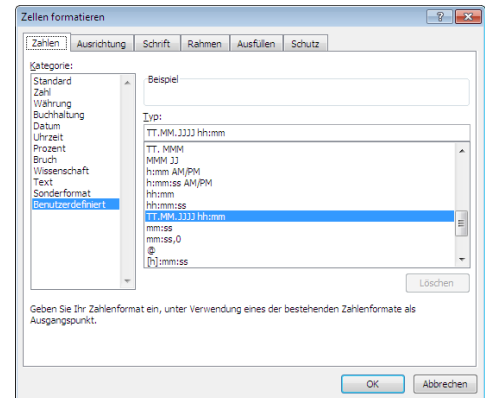 Zellen formatieren
Zahlen Ausrichtung Schrift Rahmen Ausfüllen Schutz
Kategorie:
Standard
Zahl
Währung
Buchhaltung
Datum
Uhrzeit
Prozent
Bruch
Wissenschaft
Text
Sonderformat
Benutzerdefiniert
Beispiel
Typ:
TT.MM.JJJJ hh:mm
TT. MMM
MMM JJ
h:mm AM/PM
h:mm:ss AM/PM
hh:mm
hh:mm:ss
TT.MM.JJJJ hh:mm
mm:ss
mm:ss,0
@
[h]:mm:ss
Löschen
Geben Sie Ihr Zahlenformat ein, unter Verwendung eines der bestehenden Zahlenformate als
Ausgangspunkt.
OK Abbrechen